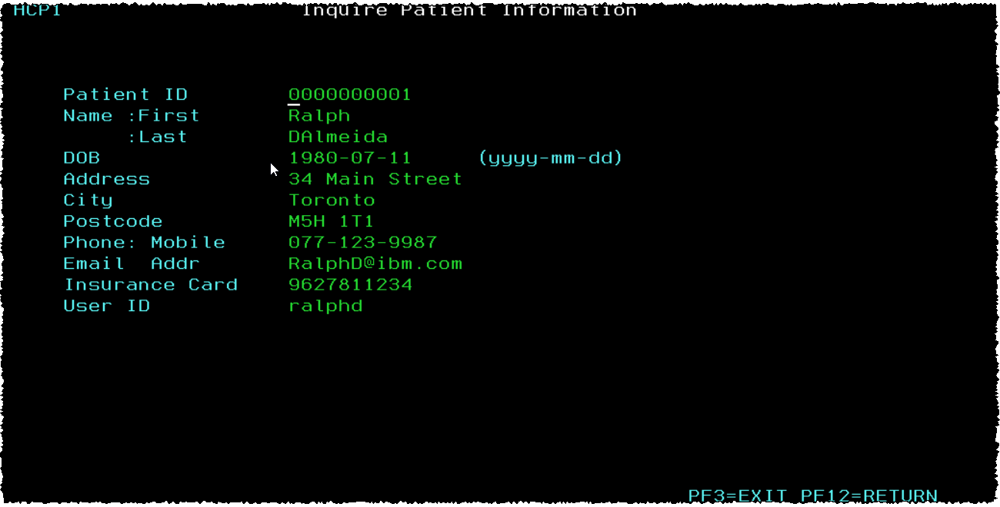 HCP1 Inquire Patient Information
Patient ID 0000000001
Name :First Ralph
:Last DAlmeida
DOB 1980-07-11 (yyyy-mm-dd)
Address 34 Main Street
City Toronto
Postcode M5H 1T1
Phone: Mobile 077-123-9987
Email Addr RalphD@ibm.com
Insurance Card 9627811234
User ID ralphd
PF3=EXIT PF12=RETURN